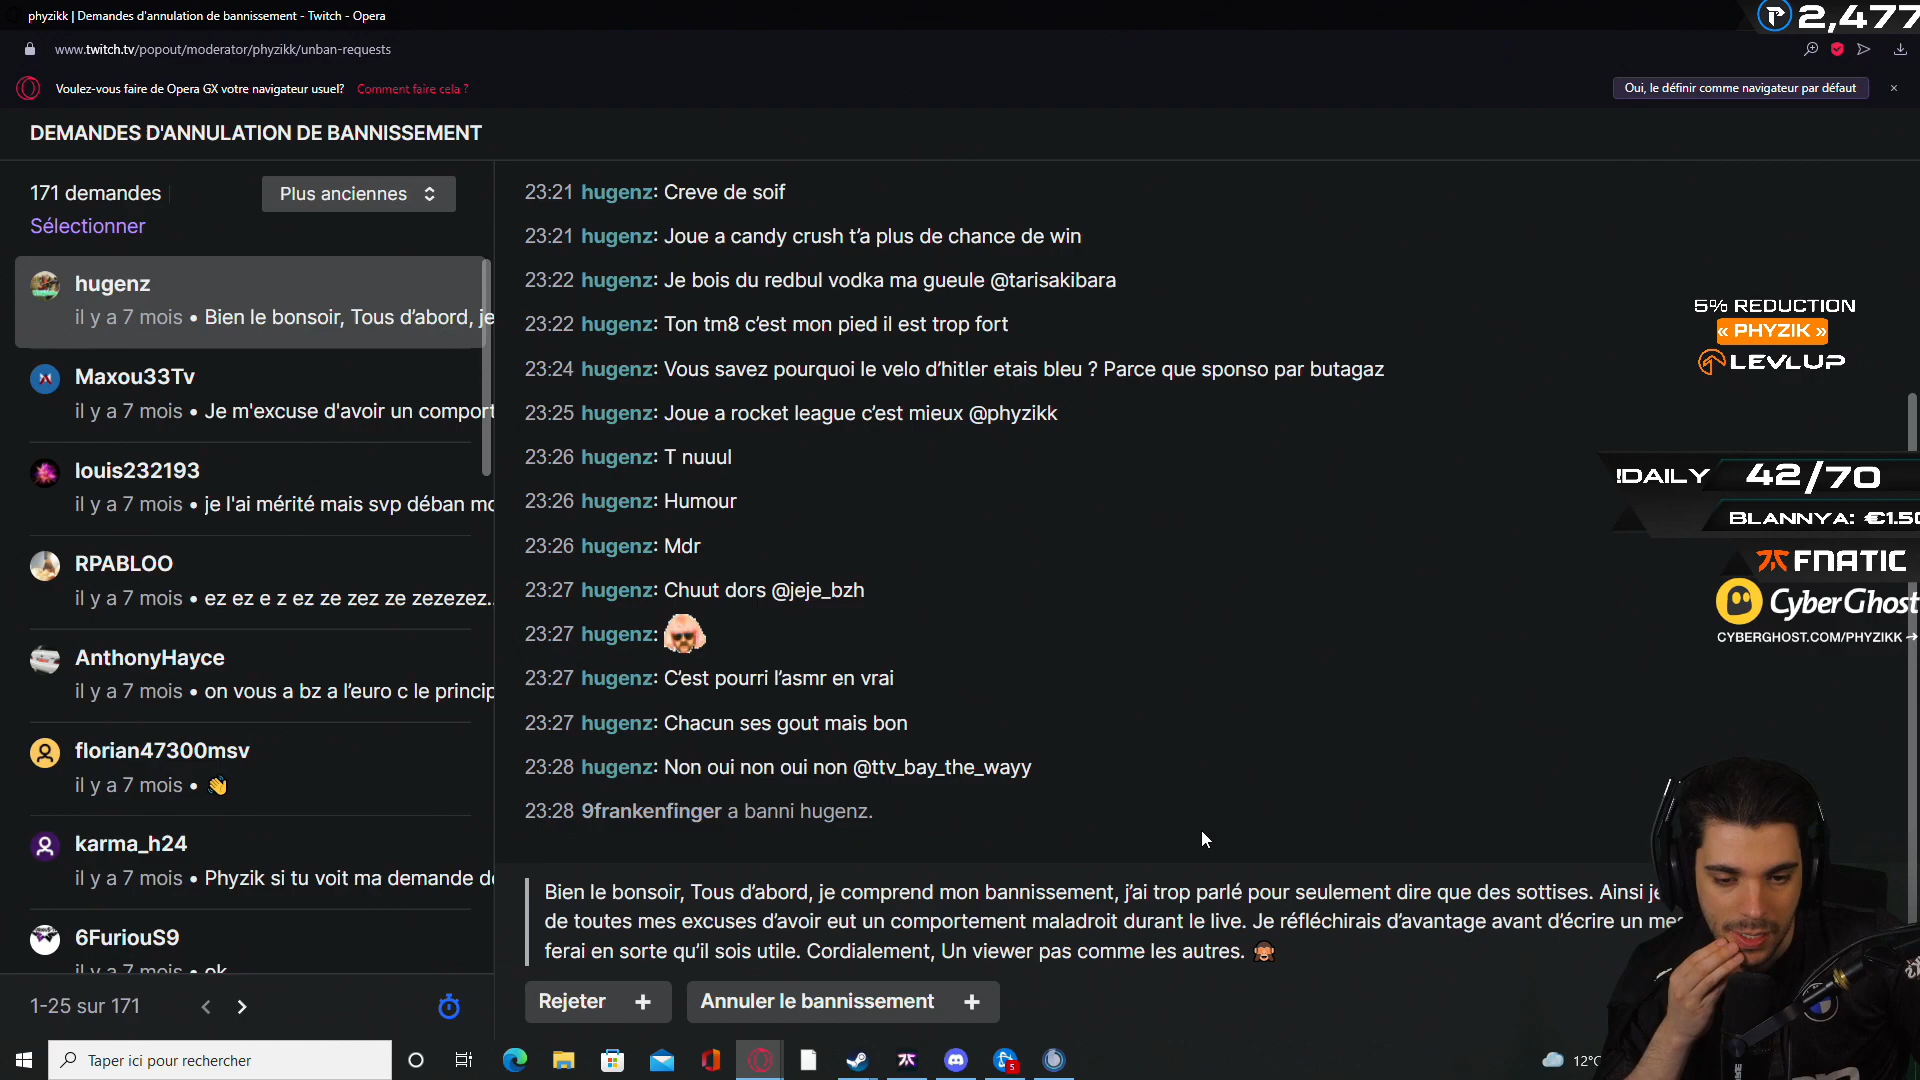 phyzikk | Demandes d'annulation de bannissement - Twitch - Opera
2,477
www.twitch.tv/popout/moderator/phyzikk/unban-requests
Voulez-vous faire de Opera GX votre navigateur usuel? Comment faire cela ?
Oui, le définir comme navigateur par défaut
DEMANDES D'ANNULATION DE BANNISSEMENT
171 demandes
Plus anciennes
Sélectionner
hugenz
il y a 7 mois • Bien le bonsoir, Tous d'abord, je
Maxou33Tv
il y a 7 mois • Je m'excuse d'avoir un comport
louis232193
il y a 7 mois • je l'ai mérité mais svp déban mo
RPABLOO
il y a 7 mois • ez ez e z ez ze zez ze zezezez...
AnthonyHayce
il y a 7 mois • on vous a bz a l'euro c le princip
florian47300msv
il y a 7 mois • 👋
karma_h24
il y a 7 mois • Phyzik si tu voit ma demande de
6FuriouS9
il y a 7 mois • ok
1-25 sur 171
23:21 hugenz: Creve de soif
23:21 hugenz: Joue a candy crush t'a plus de chance de win
23:22 hugenz: Je bois du redbul vodka ma gueule @tarisakibara
23:22 hugenz: Ton tm8 c'est mon pied il est trop fort
23:24 hugenz: Vous savez pourquoi le velo d'hitler etais bleu ? Parce que sponso par butagaz
23:25 hugenz: Joue a rocket league c'est mieux @phyzikk
23:26 hugenz: T nuuul
23:26 hugenz: Humour
23:26 hugenz: Mdr
23:27 hugenz: Chuut dors @jeje_bzh
23:27 hugenz:
23:27 hugenz: C'est pourri l'asmr en vrai
23:27 hugenz: Chacun ses gout mais bon
23:28 hugenz: Non oui non oui non @ttv_bay_the_wayy
23:28 9frankenfinger a banni hugenz.
Bien le bonsoir, Tous d'abord, je comprend mon bannissement, j'ai trop parlé pour seulement dire que des sottises. Ainsi je
de toutes mes excuses d'avoir eut un comportement maladroit durant le live. Je réfléchirais d'avantage avant d'écrire un mes
ferai en sorte qu'il sois utile. Cordialement, Un viewer pas comme les autres. 🙈
Rejeter +
Annuler le bannissement +
5% REDUCTION
« PHYZIK »
LEVLUP
!DAILY 42/70
BLANNYA: €1.50
FNATIC
CyberGhost
CYBERGHOST.COM/PHYZIKK
Taper ici pour rechercher
5
12°C